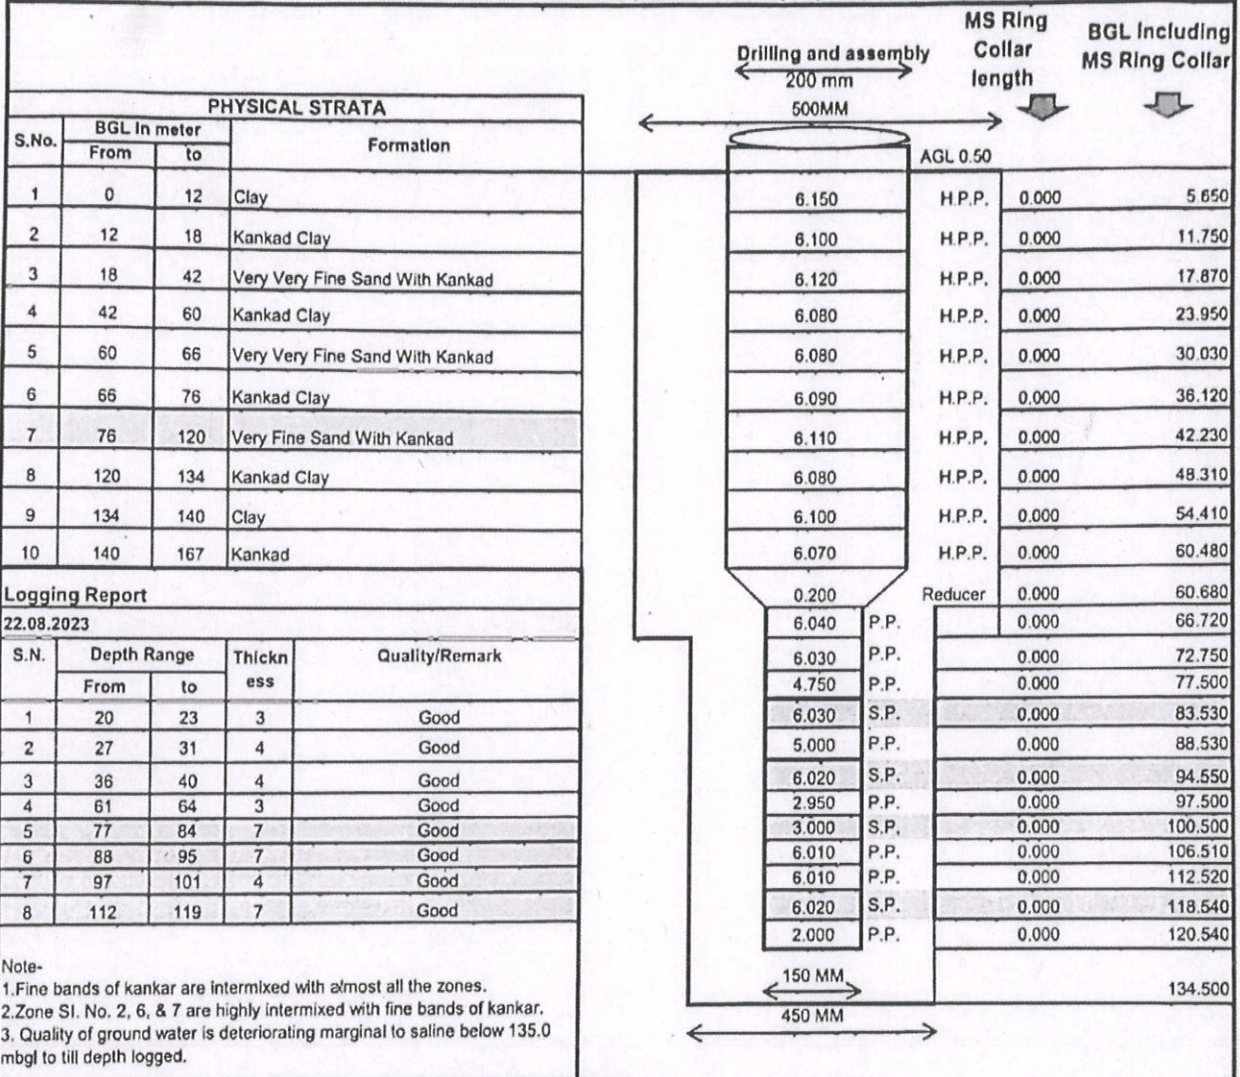 MS Ring Collar length
BGL Including MS Ring Collar
Drilling and assembly
200 mm
500MM
PHYSICAL STRATA
S.No. BGL In meter Formation
From to
AGL 0.50
1 0 12 Clay
2 12 18 Kankad Clay
3 18 42 Very Very Fine Sand With Kankad
4 42 60 Kankad Clay
5 60 66 Very Very Fine Sand With Kankad
6 66 76 Kankad Clay
7 76 120 Very Fine Sand With Kankad
8 120 134 Kankad Clay
9 134 140 Clay
10 140 167 Kankad
Logging Report
22.08.2023
S.N. Depth Range Thickn ess Quality/Remark
From to
1 20 23 3 Good
2 27 31 4 Good
3 36 40 4 Good
4 61 64 3 Good
5 77 84 7 Good
6 88 95 7 Good
7 97 101 4 Good
8 112 119 7 Good
Note-
1.Fine bands of kankar are intermixed with almost all the zones.
2.Zone SI. No. 2, 6, & 7 are highly intermixed with fine bands of kankar.
3. Quality of ground water is deteriorating marginal to saline below 135.0
mbgl to till depth logged.
6.150 H.P.P. 0.000 5.650
6.100 H.P.P. 0.000 11.750
6.120 H.P.P. 0.000 17.870
6.080 H.P.P. 0.000 23.950
6.080 H.P.P. 0.000 30.030
6.090 H.P.P. 0.000 36.120
6.110 H.P.P. 0.000 42.230
6.080 H.P.P. 0.000 48.310
6.100 H.P.P. 0.000 54.410
6.070 H.P.P. 0.000 60.480
0.200 Reducer 0.000 60.680
6.040 P.P. 0.000 66.720
6.030 P.P. 0.000 72.750
4.750 P.P. 0.000 77.500
6.030 S.P. 0.000 83.530
5.000 P.P. 0.000 88.530
6.020 S.P. 0.000 94.550
2.950 P.P. 0.000 97.500
3.000 S.P. 0.000 100.500
6.010 P.P. 0.000 106.510
6.010 P.P. 0.000 112.520
6.020 S.P. 0.000 118.540
2.000 P.P. 0.000 120.540
150 MM
134.500
450 MM